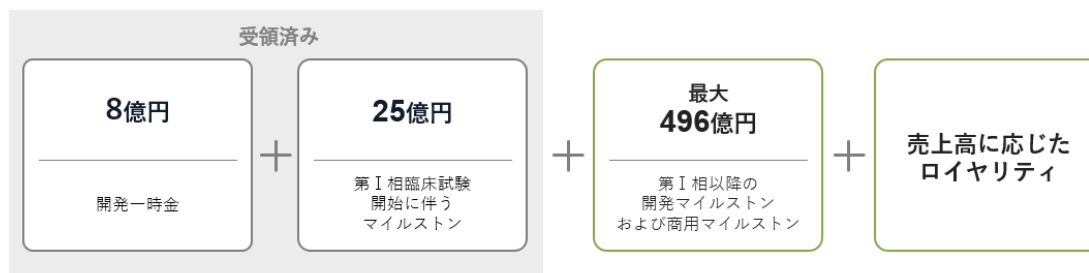 受領済み
8億円
開発一時金
25億円
第Ⅰ相臨床試験
開始に伴う
マイルストン
最大
496億円
第Ⅰ相以降の
開発マイルストン
および商用マイルストン
売上高に応じた
ロイヤリティ